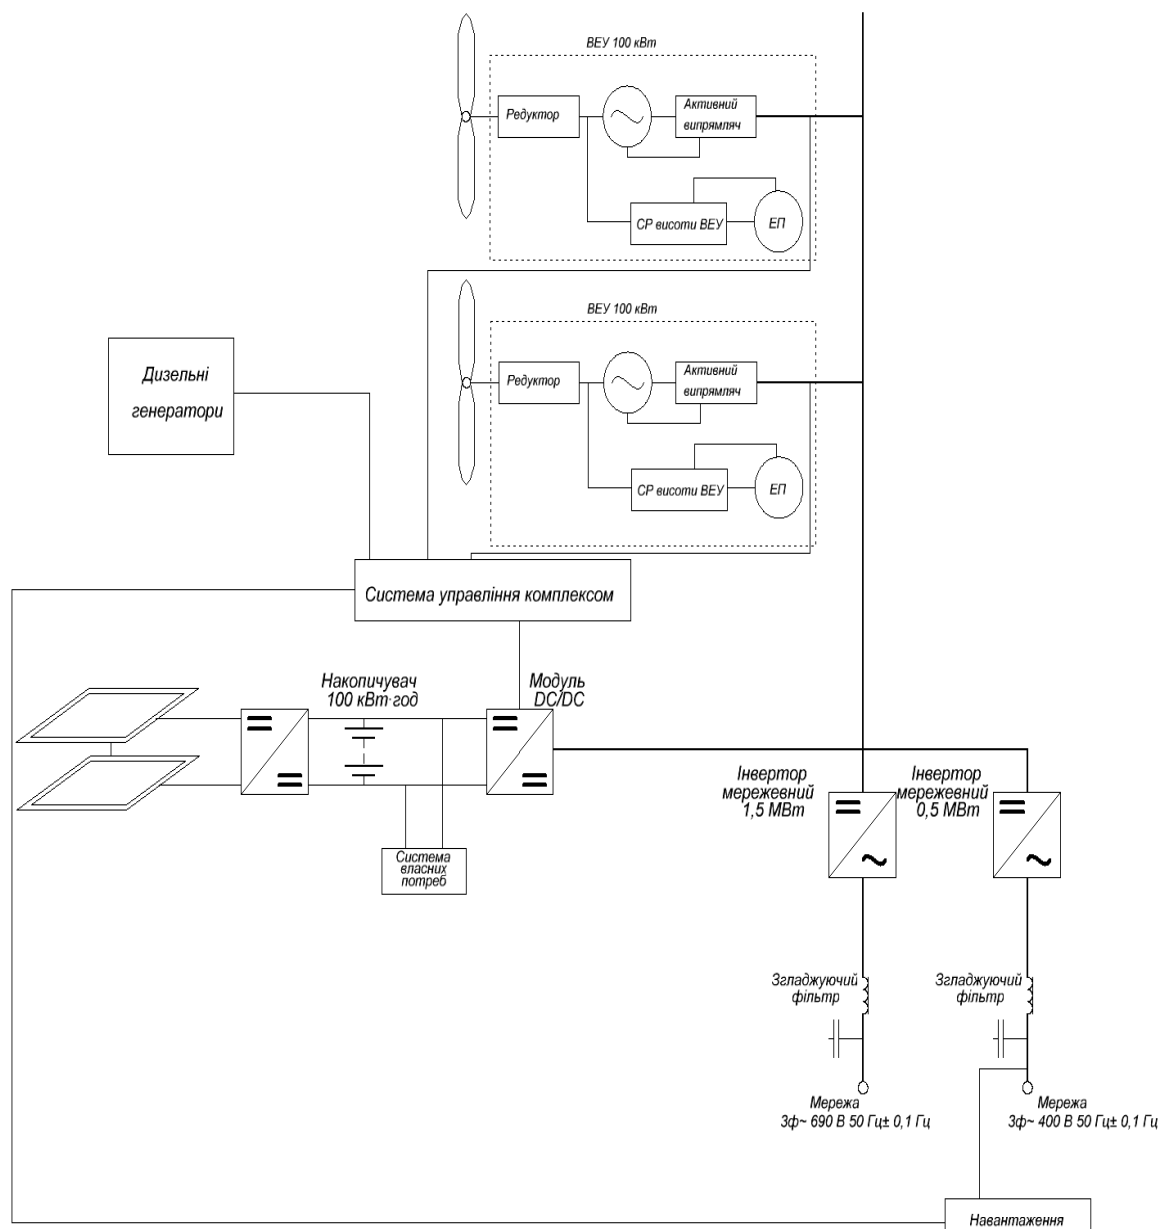 ВЕУ 100 кВт
Редуктор
Активний
випрямляч
СР висоти ВЕУ
ЕП
ВЕУ 100 кВт
Редуктор
Активний
випрямляч
СР висоти ВЕУ
ЕП
Дизельні
генератори
Система управління комплексом
Накопичувач
100 кВт·год
Модуль
DC/DC
Інвертор
мережевний
1,5 МВт
Інвертор
мережевний
0,5 МВт
Система
власних
потреб
Згладжуючий
фільтр
Згладжуючий
фільтр
Мережа
3ф~ 690 В 50 Гц± 0,1 Гц
Мережа
3ф~ 400 В 50 Гц± 0,1 Гц
Навантаження